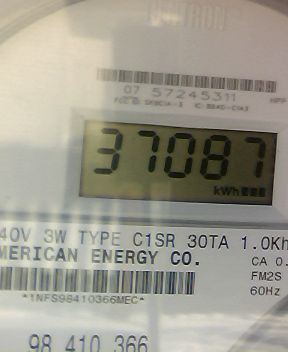 07 57245311
37087
kWh
40V 3W TYPE C1SR 30TA 1.0Kh
MERICAN ENERGY CO.
CA 0.
FM2S
60Hz
*1NFS98410366MEC*
98 410 366